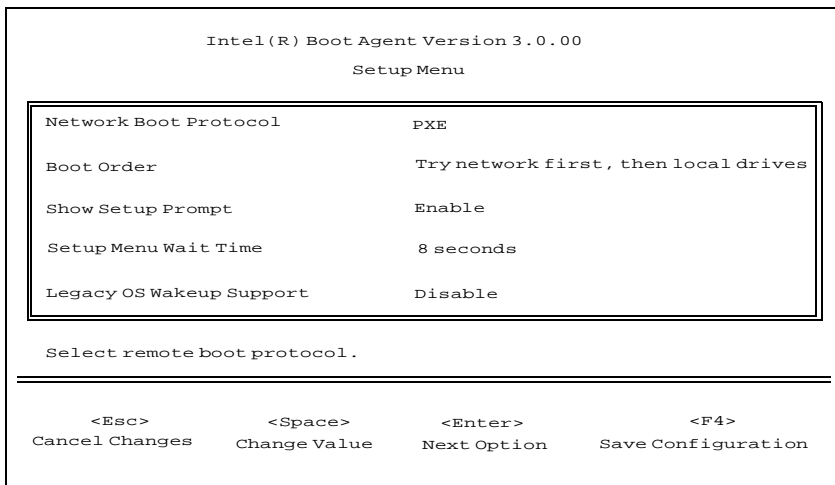 Intel(R) Boot Agent Version 3.0.00
Setup Menu
Network Boot Protocol PXE
Boot Order Try network first, then local drives
Show Setup Prompt Enable
Setup Menu Wait Time 8 seconds
Legacy OS Wakeup Support Disable
Select remote boot protocol.
<Esc> <Space> <Enter> <F4>
Cancel Changes Change Value Next Option Save Configuration